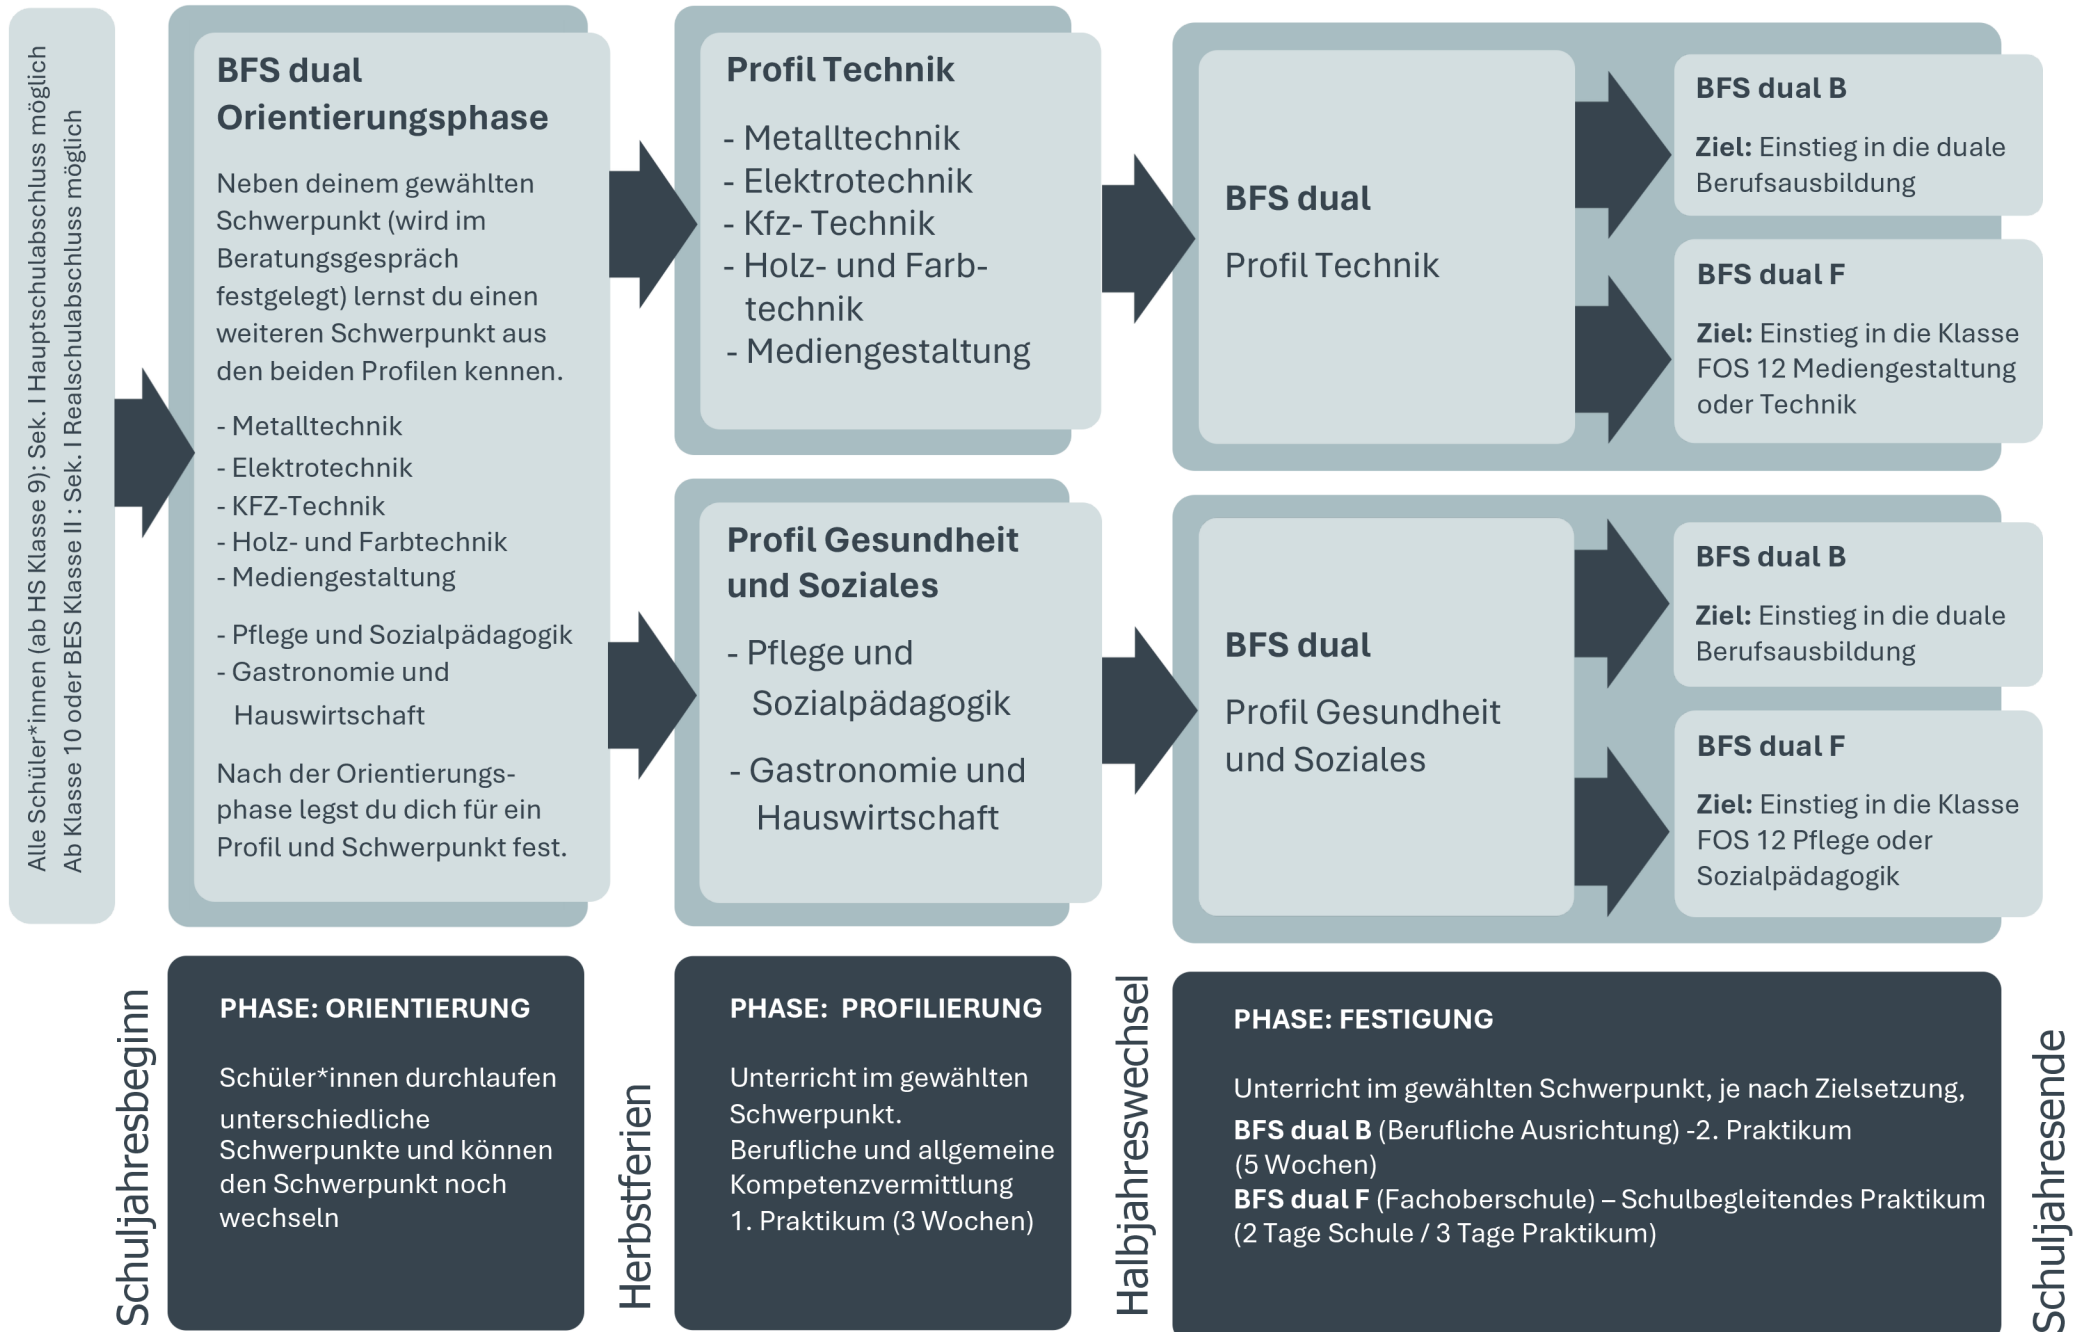 Alle Schüler*innen (ab HS Klasse 9): Sek. I Hauptschulabschluss möglich
Ab Klasse 10 oder BES Klasse II : Sek. I Realschulabschluss möglich
BFS dual
Orientierungsphase
Neben deinem gewählten
Schwerpunkt (wird im
Beratungsgespräch
festgelegt) lernst du einen
weiteren Schwerpunkt aus
den beiden Profilen kennen.
- Metalltechnik
- Elektrotechnik
- KFZ-Technik
- Holz- und Farbtechnik
- Mediengestaltung
- Pflege und Sozialpädagogik
- Gastronomie und
Hauswirtschaft
Nach der Orientierungs-
phase legst du dich für ein
Profil und Schwerpunkt fest.
Profil Technik
- Metalltechnik
- Elektrotechnik
- Kfz- Technik
- Holz- und Farb-
technik
- Mediengestaltung
BFS dual
Profil Technik
BFS dual B
Ziel: Einstieg in die duale
Berufsausbildung
BFS dual F
Ziel: Einstieg in die Klasse
FOS 12 Mediengestaltung
oder Technik
Profil Gesundheit
und Soziales
- Pflege und
Sozialpädagogik
- Gastronomie und
Hauswirtschaft
BFS dual
Profil Gesundheit
und Soziales
BFS dual B
Ziel: Einstieg in die duale
Berufsausbildung
BFS dual F
Ziel: Einstieg in die Klasse
FOS 12 Pflege oder
Sozialpädagogik
Schuljahresbeginn
PHASE: ORIENTIERUNG
Schüler*innen durchlaufen
unterschiedliche
Schwerpunkte und können
den Schwerpunkt noch
wechseln
Herbstferien
PHASE: PROFILIERUNG
Unterricht im gewählten
Schwerpunkt.
Berufliche und allgemeine
Kompetenzvermittlung
1. Praktikum (3 Wochen)
Halbjahreswechsel
PHASE: FESTIGUNG
Unterricht im gewählten Schwerpunkt, je nach Zielsetzung,
BFS dual B (Berufliche Ausrichtung) -2. Praktikum
(5 Wochen)
BFS dual F (Fachoberschule) – Schulbegleitendes Praktikum
(2 Tage Schule / 3 Tage Praktikum)
Schuljahresende